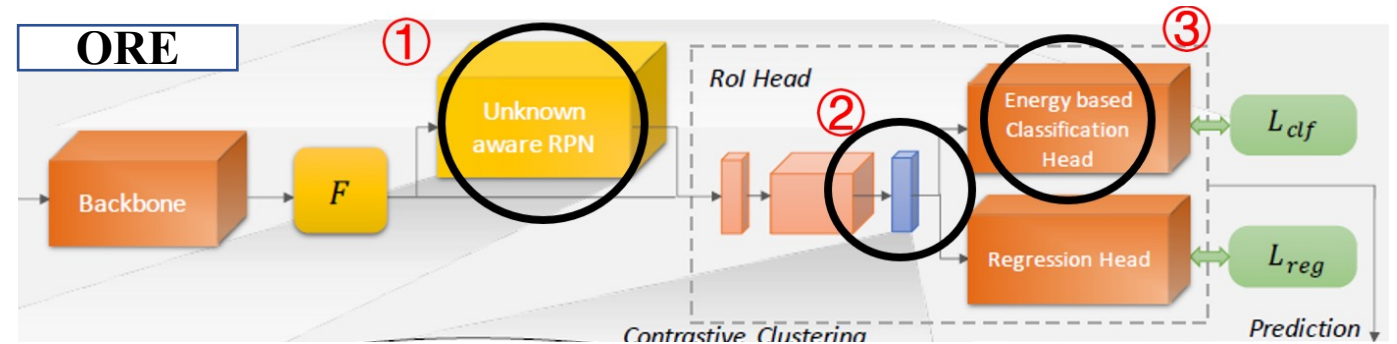 ORE
①
Unknown
aware RPN
RoI Head
②
③
Energy based
Classification
Head
L_clf
Backbone
F
Regression Head
L_reg
Contrastive Clustering
Prediction